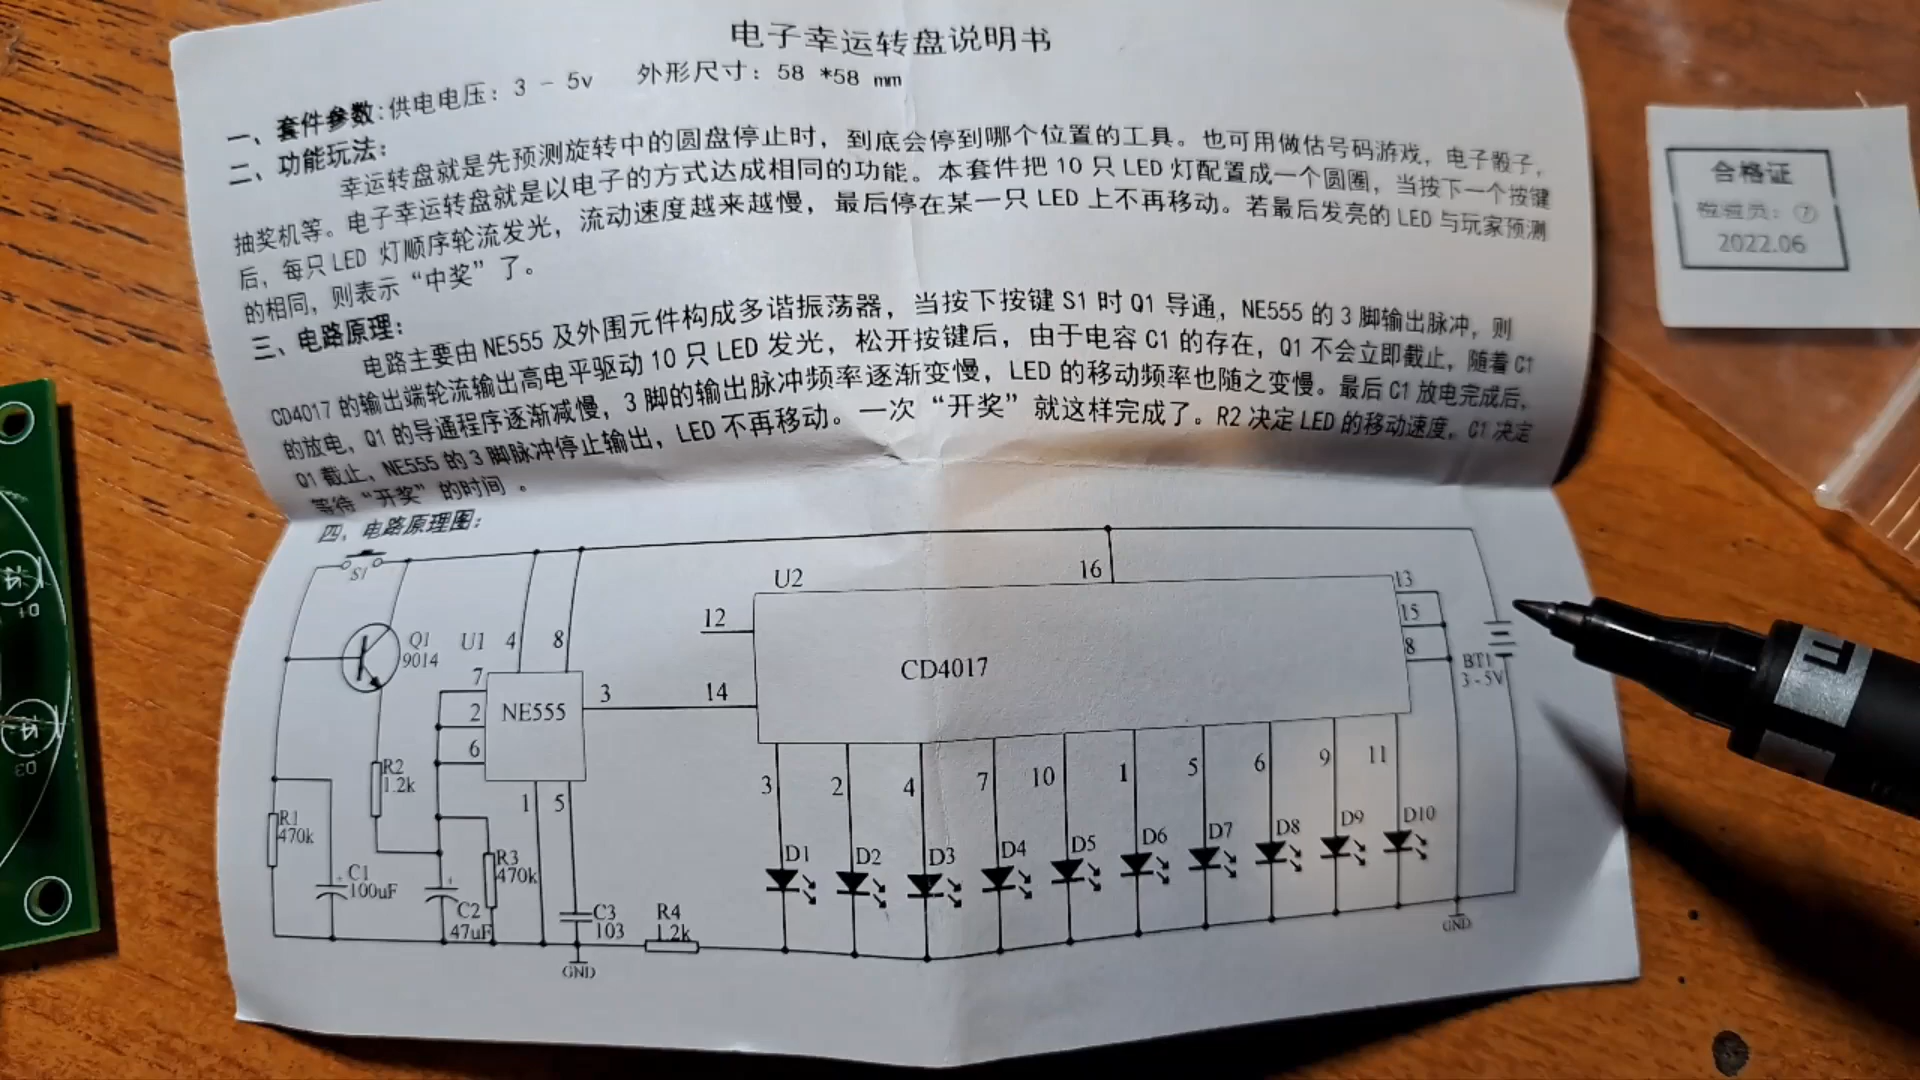 电子幸运转盘说明书
一、套件参数:供电电压: 3 - 5v 外形尺寸: 58 *58 mm
二、功能玩法:
幸运转盘就是先预测旋转中的圆盘停止时, 到底会停到哪个位置的工具。也可用做估号码游戏, 电子骰子,
抽奖机等。电子幸运转盘就是以电子的方式达成相同的功能。本套件把 10 只 LED 灯配置成一个圆圈, 当按下一个按键
后, 每只 LED 灯顺序轮流发光, 流动速度越来越慢, 最后停在某一只 LED 上不再移动。若最后发亮的 LED 与玩家预测
的相同, 则表示“中奖”了。
三、电路原理:
电路主要由 NE555 及外围元件构成多谐振荡器, 当按下按键 S1 时 Q1 导通, NE555 的 3 脚输出脉冲, 则
CD4017 的输出端轮流输出高电平驱动 10 只 LED 发光, 松开按键后, 由于电容 C1 的存在, Q1 不会立即截止, 随着 C1
的放电, Q1 的导通程序逐渐减慢, 3 脚的输出脉冲频率逐渐变慢, LED 的移动频率也随之变慢。最后 C1 放电完成后,
Q1 截止, NE555 的 3 脚脉冲停止输出, LED 不再移动。一次“开奖”就这样完成了。R2 决定 LED 的移动速度, C1 决定
等待“开奖”的时间 。
四、电路原理图:
S1
Q1
9014
U1
4
8
7
2
6
NE555
3
1
5
R1
470k
C1
100uF
R2
1.2k
C2
47uF
R3
470k
C3
103
GND
R4
1.2k
U2
16
12
14
CD4017
13
15
8
3
2
4
7
10
1
5
6
9
11
D1
D2
D3
D4
D5
D6
D7
D8
D9
D10
BT1
3-5V
GND
合格证
检验员: ⑦
2022.06
D1
D3